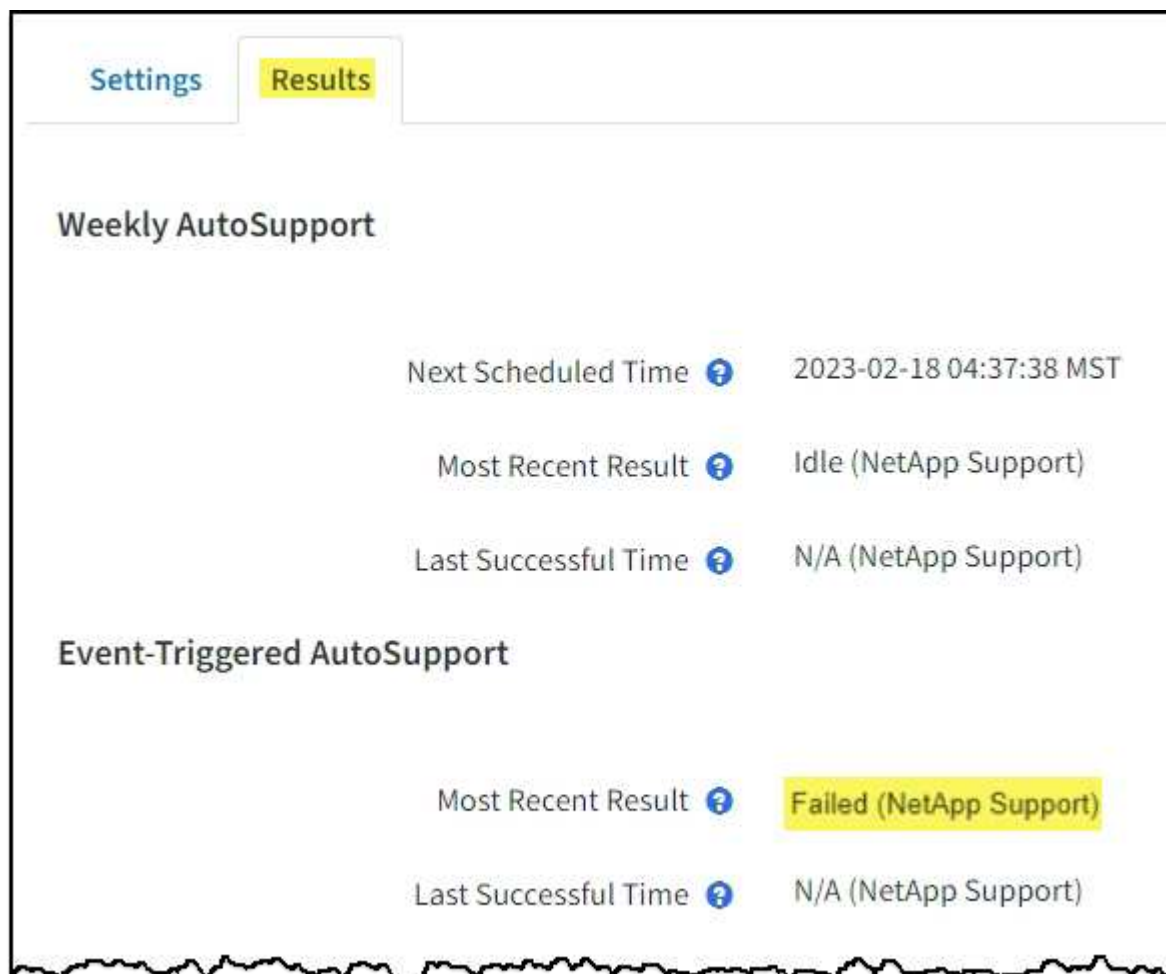 Settings Results
Weekly AutoSupport
Next Scheduled Time ? 2023-02-18 04:37:38 MST
Most Recent Result ? Idle (NetApp Support)
Last Successful Time ? N/A (NetApp Support)
Event-Triggered AutoSupport
Most Recent Result ? Failed (NetApp Support)
Last Successful Time ? N/A (NetApp Support)